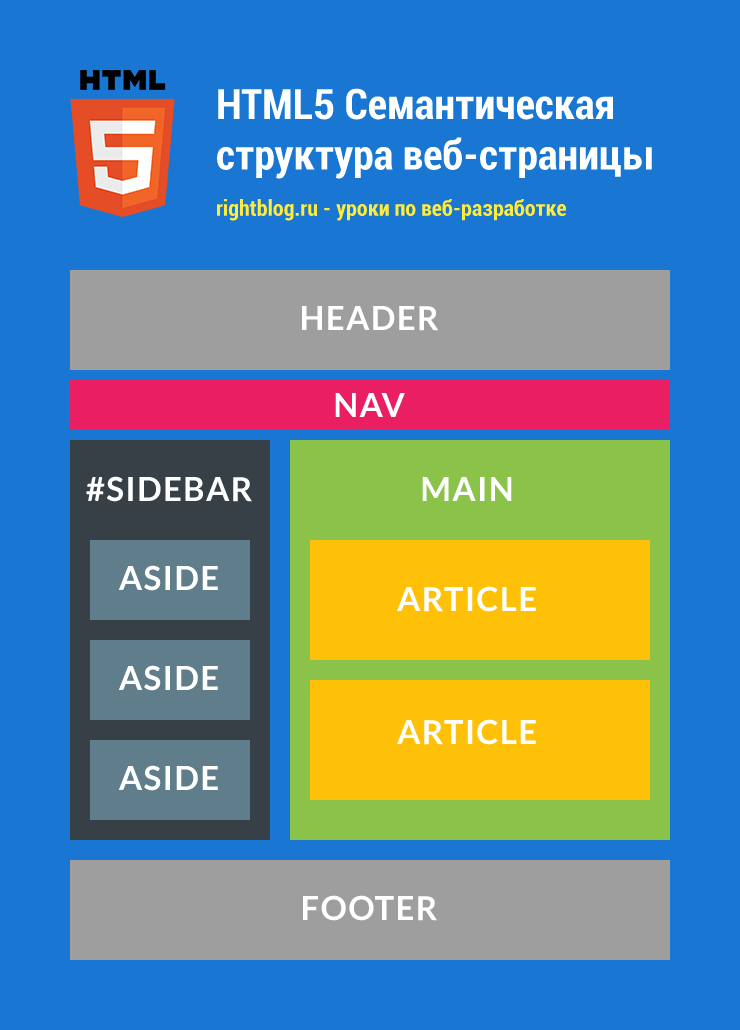 HTML
5
HTML5 Семантическая
структура веб-страницы
rightblog.ru - уроки по веб-разработке
HEADER
NAV
#SIDEBAR
ASIDE
ASIDE
ASIDE
MAIN
ARTICLE
ARTICLE
FOOTER